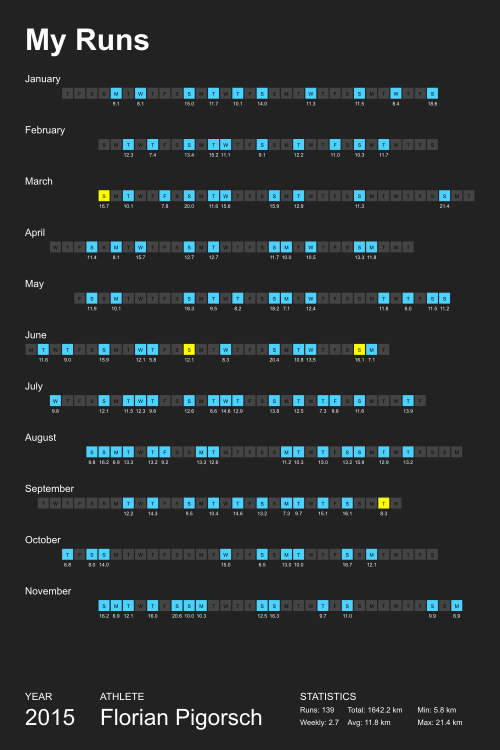 My Runs
January
T F S S M T W T F S S M T W T F S S M T W T F S S M T W T F S
9.1 8.1 15.0 11.7 10.1 14.0 11.3 11.5 8.4 18.6
February
S M T W T F S S M T W T F S S M T W T F S S M T W T F S
12.3 7.4 13.4 15.2 11.1 9.1 12.2 11.0 10.3 11.7
March
S M T W T F S S M T W T F S S M T W T F S S M T W T F S S M T
16.7 10.1 7.8 20.0 11.6 15.6 15.9 12.9 11.3 21.4
April
W T F S S M T W T F S S M T W T F S S M T W T F S S M T W T
11.4 8.1 15.7 12.7 12.7 11.7 10.0 10.5 13.3 11.8
May
F S S M T W T F S S M T W T F S S M T W T F S S M T W T F S S
11.9 10.1 18.3 9.5 8.2 18.2 7.1 12.4 11.8 6.0 11.5 11.2
June
M T W T F S S M T W T F S S M T W T F S S M T W T F S S M T
11.6 9.0 15.9 12.1 5.8 12.1 8.3 20.4 10.8 13.5 16.1 7.1
July
W T F S S M T W T F S S M T W T F S S M T W T F S S M T W T F
9.8 12.1 11.5 12.3 9.6 12.6 8.6 14.6 12.9 13.8 12.5 7.3 9.8 11.6 13.9
August
S S M T W T F S S M T W T F S S M T W T F S S M T W T F S S M
9.8 16.2 6.9 13.3 13.2 9.2 13.3 12.6 11.2 10.3 15.0 13.2 15.9 12.9 13.2
September
T W T F S S M T W T F S S M T W T F S S M T W T F S S M T W
12.2 14.3 9.5 10.4 14.6 13.2 7.3 9.7 15.1 16.1 8.3
October
T F S S M T W T F S S M T W T F S S M T W T F S S M T W T F S
6.8 8.0 14.0 15.0 6.5 13.0 10.0 16.7 12.1
November
S M T W T F S S M T W T F S S M T W T F S S M T W T F S S M
16.2 6.9 12.1 16.0 20.6 10.0 10.3 12.5 16.3 9.7 11.0 9.9 6.9
YEAR ATHLETE STATISTICS
2015 Florian Pigorsch
Runs: 139 Total: 1642.2 km Min: 5.8 km
Weekly: 2.7 Avg: 11.8 km Max: 21.4 km